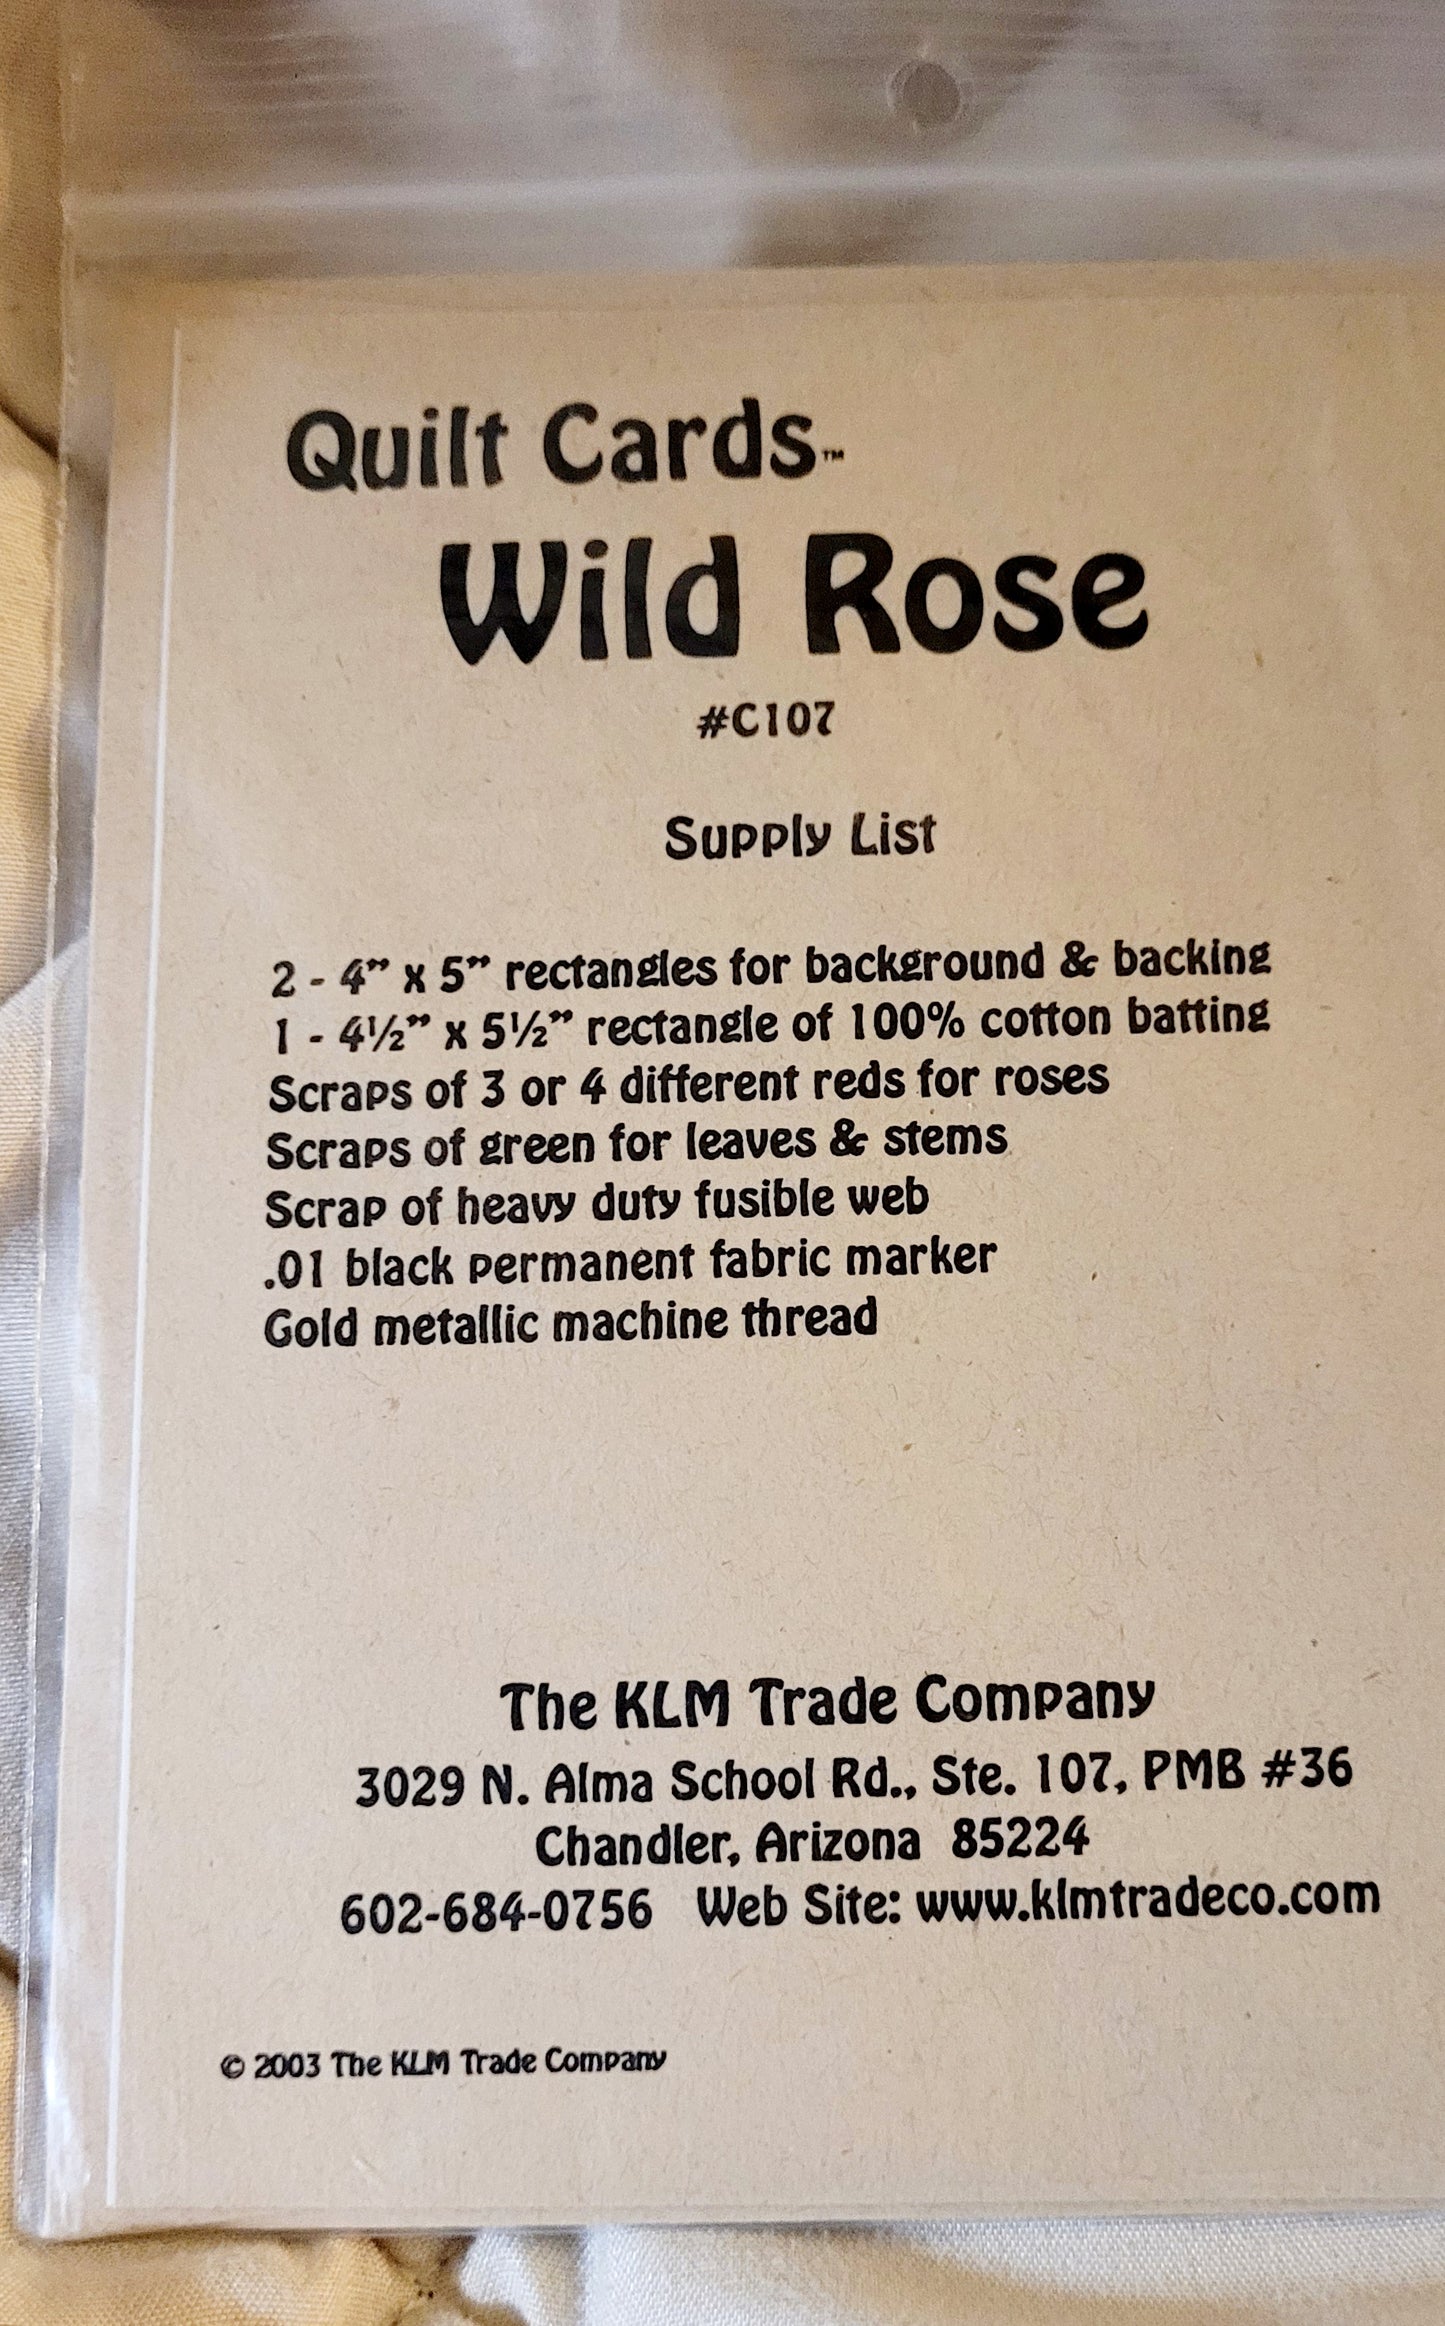 Quilt Cards™
Wild Rose
#C107
Supply List
2 - 4” x 5” rectangles for background & backing
1 - 4½” x 5½” rectangle of 100% cotton batting
Scraps of 3 or 4 different reds for roses
Scraps of green for leaves & stems
Scrap of heavy duty fusible web
.01 black permanent fabric marker
Gold metallic machine thread
The KLM Trade Company
3029 N. Alma School Rd., Ste. 107, PMB #36
Chandler, Arizona  85224
602-684-0756   Web Site: www.klmtradeco.com
© 2003 The KLM Trade Company